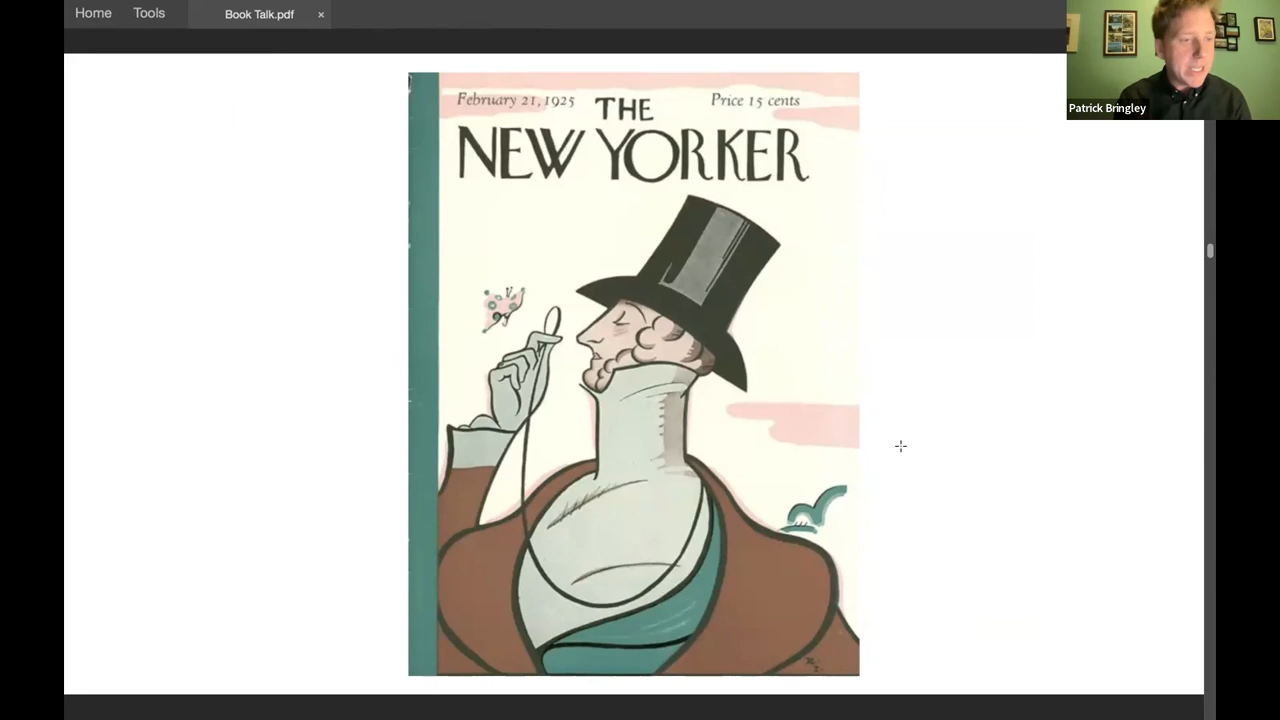 Home Tools Book Talk.pdf ×
Patrick Bringley
February 21, 1925 THE Price 15 cents
NEW YORKER